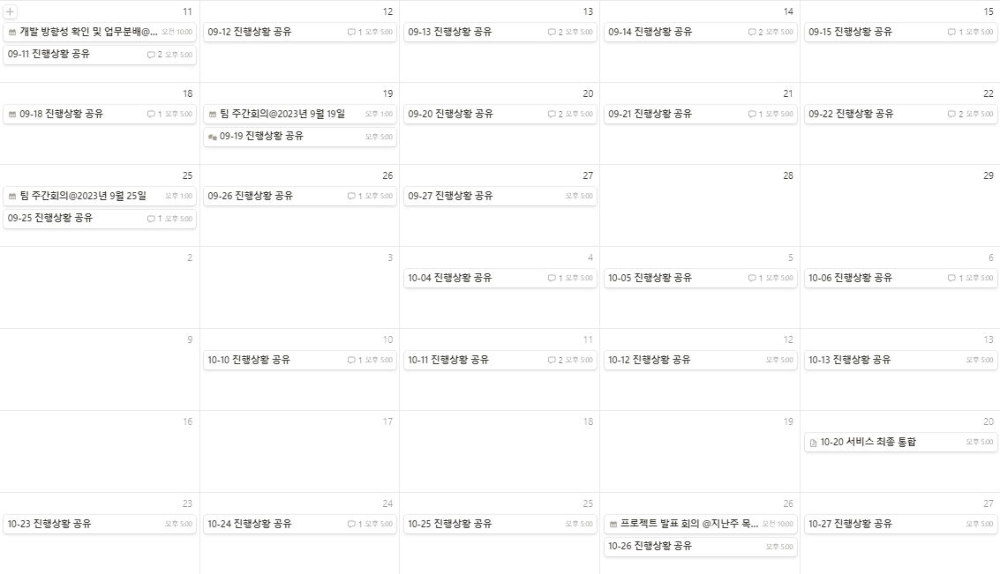 11
12
13
14
15
개발 방향성 확인 및 업무분배@... 오전 10:00
09-12 진행상황 공유 1 오후 5:00
09-13 진행상황 공유 2 오후 5:00
09-14 진행상황 공유 2 오후 5:00
09-15 진행상황 공유 1 오후 5:00
09-11 진행상황 공유 2 오후 5:00
18
19
20
21
22
09-18 진행상황 공유 1 오후 5:00
팀 주간회의@2023년 9월 19일 오후 1:00
09-20 진행상황 공유 2 오후 5:00
09-21 진행상황 공유 1 오후 5:00
09-22 진행상황 공유 2 오후 5:00
09-19 진행상황 공유 오후 5:00
25
26
27
28
29
팀 주간회의@2023년 9월 25일 오후 1:00
09-26 진행상황 공유 1 오후 5:00
09-27 진행상황 공유 오후 5:00
09-25 진행상황 공유 1 오후 5:00
2
3
4
5
6
10-04 진행상황 공유 1 오후 5:00
10-05 진행상황 공유 1 오후 5:00
10-06 진행상황 공유 1 오후 5:00
9
10
11
12
13
10-10 진행상황 공유 1 오후 5:00
10-11 진행상황 공유 2 오후 5:00
10-12 진행상황 공유 오후 5:00
10-13 진행상황 공유 오후 5:00
16
17
18
19
20
10-20 서비스 최종 통합 오후 5:00
23
24
25
26
27
10-23 진행상황 공유 오후 5:00
10-24 진행상황 공유 1 오후 5:00
10-25 진행상황 공유 오후 5:00
프로젝트 발표 회의 @지난주 목... 오전 10:00
10-27 진행상황 공유 오후 5:00
10-26 진행상황 공유 오후 5:00